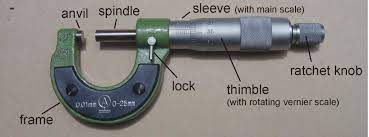 anvil
spindle
sleeve (with main scale)
lock
thimble
(with rotating vernier scale)
ratchet knob
frame
0.01mm
0-25mm